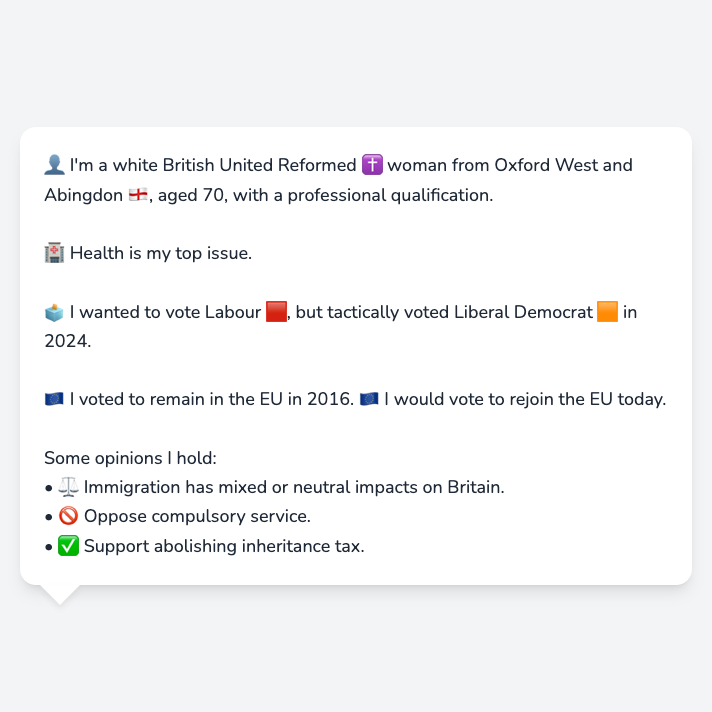 👤 I'm a white British United Reformed ✝️ woman from Oxford West and
Abingdon 🏴󠁧󠁢󠁥󠁮󠁧󠁿, aged 70, with a professional qualification.
🏥 Health is my top issue.
🗳️ I wanted to vote Labour 🟥, but tactically voted Liberal Democrat 🟧 in
2024.
🇪🇺 I voted to remain in the EU in 2016. 🇪🇺 I would vote to rejoin the EU today.
Some opinions I hold:
• ⚖️ Immigration has mixed or neutral impacts on Britain.
• 🚫 Oppose compulsory service.
• ✅ Support abolishing inheritance tax.